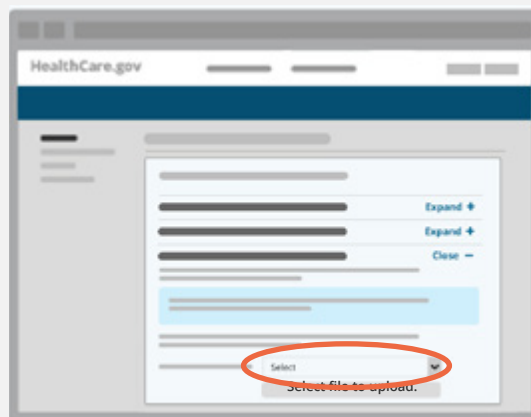 HealthCare.gov
Expand +
Expand +
Close −
Select
Select file to upload.